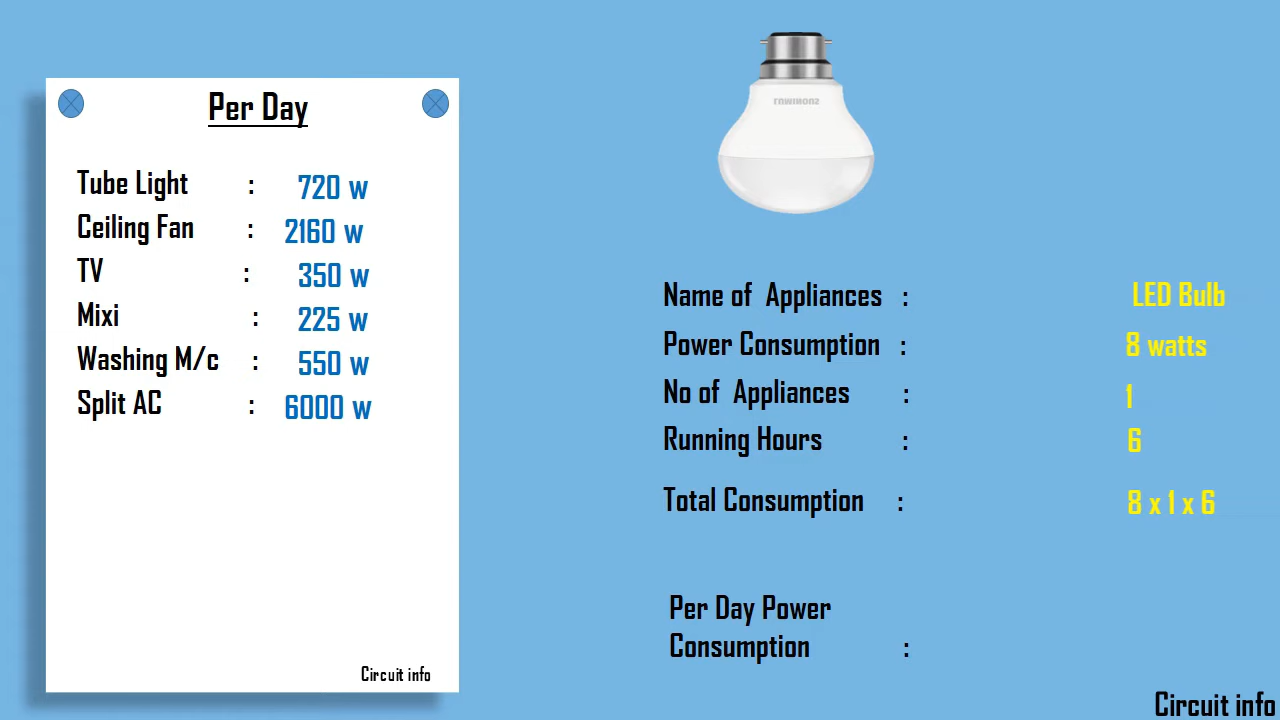 Per Day
Tube Light : 720 w
Ceiling Fan : 2160 w
TV : 350 w
Mixi : 225 w
Washing M/c : 550 w
Split AC : 6000 w
Circuit info
Name of Appliances : LED Bulb
Power Consumption : 8 watts
No of Appliances : 1
Running Hours : 6
Total Consumption : 8 x 1 x 6
Per Day Power
Consumption :
Circuit info